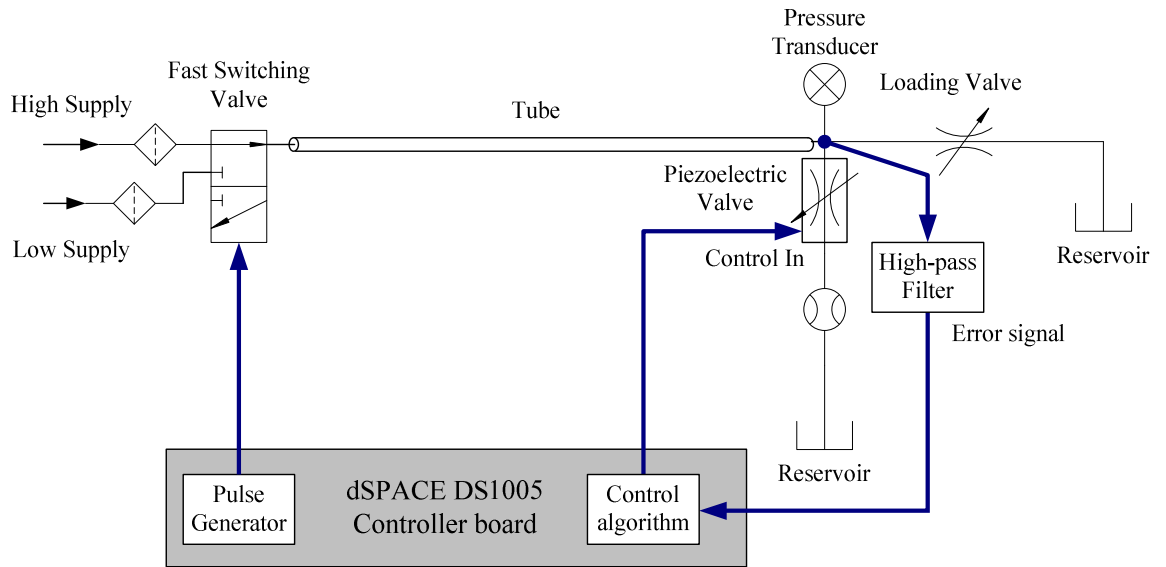 Pressure
Transducer
Fast Switching
Valve
Loading Valve
High Supply
Tube
Piezoelectric
Valve
Low Supply
Control In
Reservoir
High-pass
Filter
Error signal
Reservoir
Pulse
Generator
dSPACE DS1005
Controller board
Control
algorithm